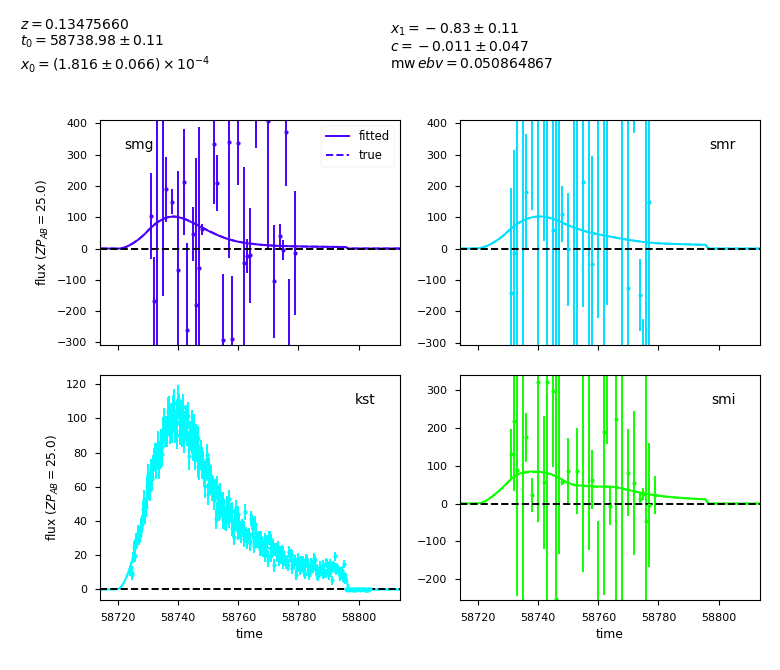 z = 0.13475660
t₀ = 58738.98 ± 0.11
x₀ = (1.816 ± 0.066) × 10⁻⁴
x₁ = −0.83 ± 0.11
c = −0.011 ± 0.047
mw ebv = 0.050864867
smg
fitted
true
400
300
200
100
0
−100
−200
−300
flux (ZP_AB = 25.0)
smr
400
300
200
100
0
−100
−200
−300
kst
120
100
80
60
40
20
0
flux (ZP_AB = 25.0)
58720 58740 58760 58780 58800
time
smi
300
200
100
0
−100
−200
58720 58740 58760 58780 58800
time